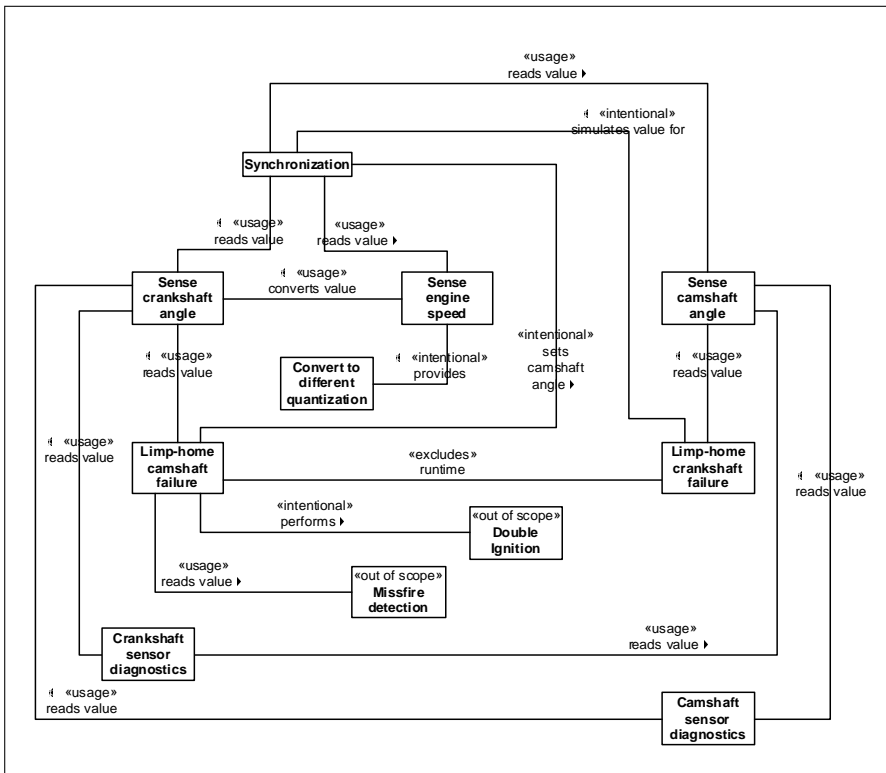 «usage»
reads value
«intentional»
simulates value for
Synchronization
«usage»
reads value
«usage»
reads value
Sense
crankshaft
angle
«usage»
converts value
Sense
engine
speed
Sense
camshaft
angle
«usage»
reads value
Convert to
different
quantization
«intentional»
provides
«intentional»
sets
camshaft
angle
«usage»
reads value
«usage»
reads value
Limp-home
camshaft
failure
«excludes»
runtime
Limp-home
crankshaft
failure
«usage»
reads value
«intentional»
performs
«out of scope»
Double
Ignition
«usage»
reads value
«out of scope»
Missfire
detection
Crankshaft
sensor
diagnostics
«usage»
reads value
«usage»
reads value
Camshaft
sensor
diagnostics